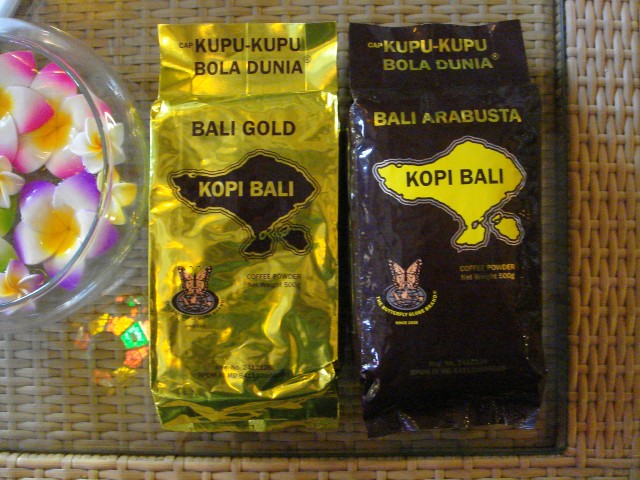 CAP KUPU-KUPU
BOLA DUNIA®
BALI GOLD
KOPI BALI
COFFEE POWDER
Net Weight 500g
CAP KUPU-KUPU
BOLA DUNIA®
BALI ARABUSTA
KOPI BALI
COFFEE POWDER
Net Weight 500g
THE BUTTERFLY GLOBE BRAND
SINCE 1935